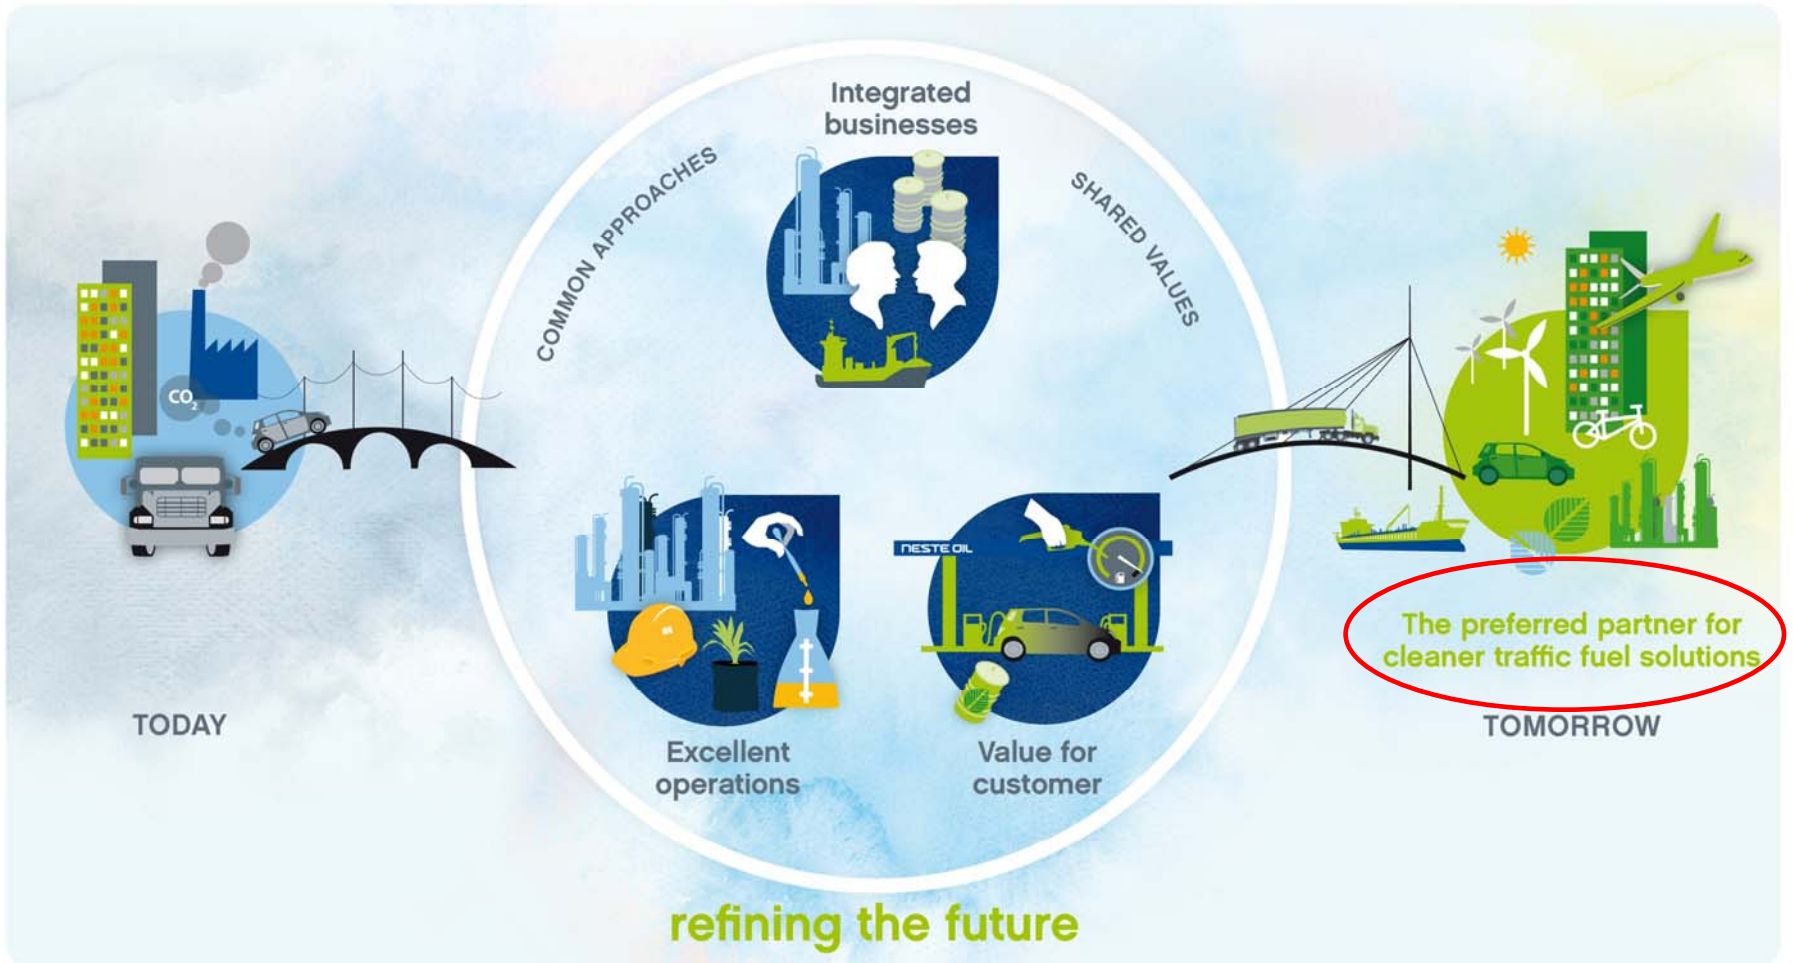 Integrated
businesses
COMMON APPROACHES
SHARED VALUES
CO2
NESTE OIL
The preferred partner for
cleaner traffic fuel solutions
TODAY
TOMORROW
Excellent
operations
Value for
customer
refining the future